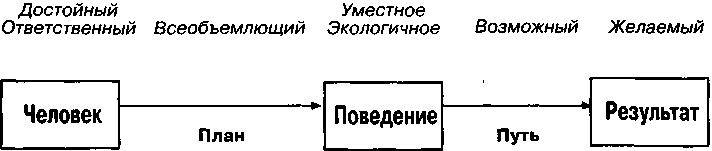 Достойный
Ответственный
Всеобъемлющий
Уместное
Экологичное
Возможный
Желаемый
Человек
План
Поведение
Путь
Результат